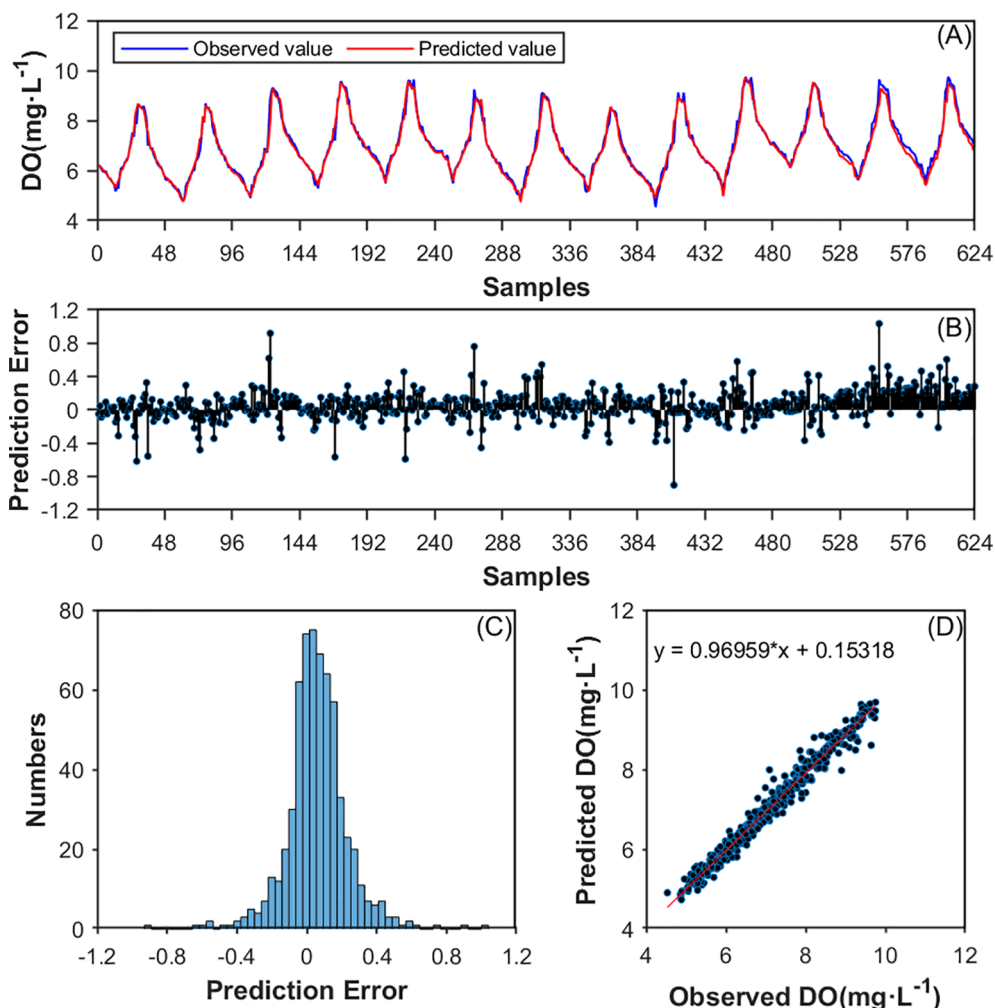 (A)
Observed value Predicted value
DO(mg·L⁻¹)
12
10
8
6
4
0 48 96 144 192 240 288 336 384 432 480 528 576 624
Samples
(B)
Prediction Error
1.2
0.8
0.4
0
-0.4
-0.8
-1.2
0 48 96 144 192 240 288 336 384 432 480 528 576 624
Samples
(C)
Numbers
80
60
40
20
0
-1.2 -0.8 -0.4 0 0.4 0.8 1.2
Prediction Error
(D)
y = 0.96959*x + 0.15318
Predicted DO(mg·L⁻¹)
12
10
8
6
4
4 6 8 10 12
Observed DO(mg·L⁻¹)